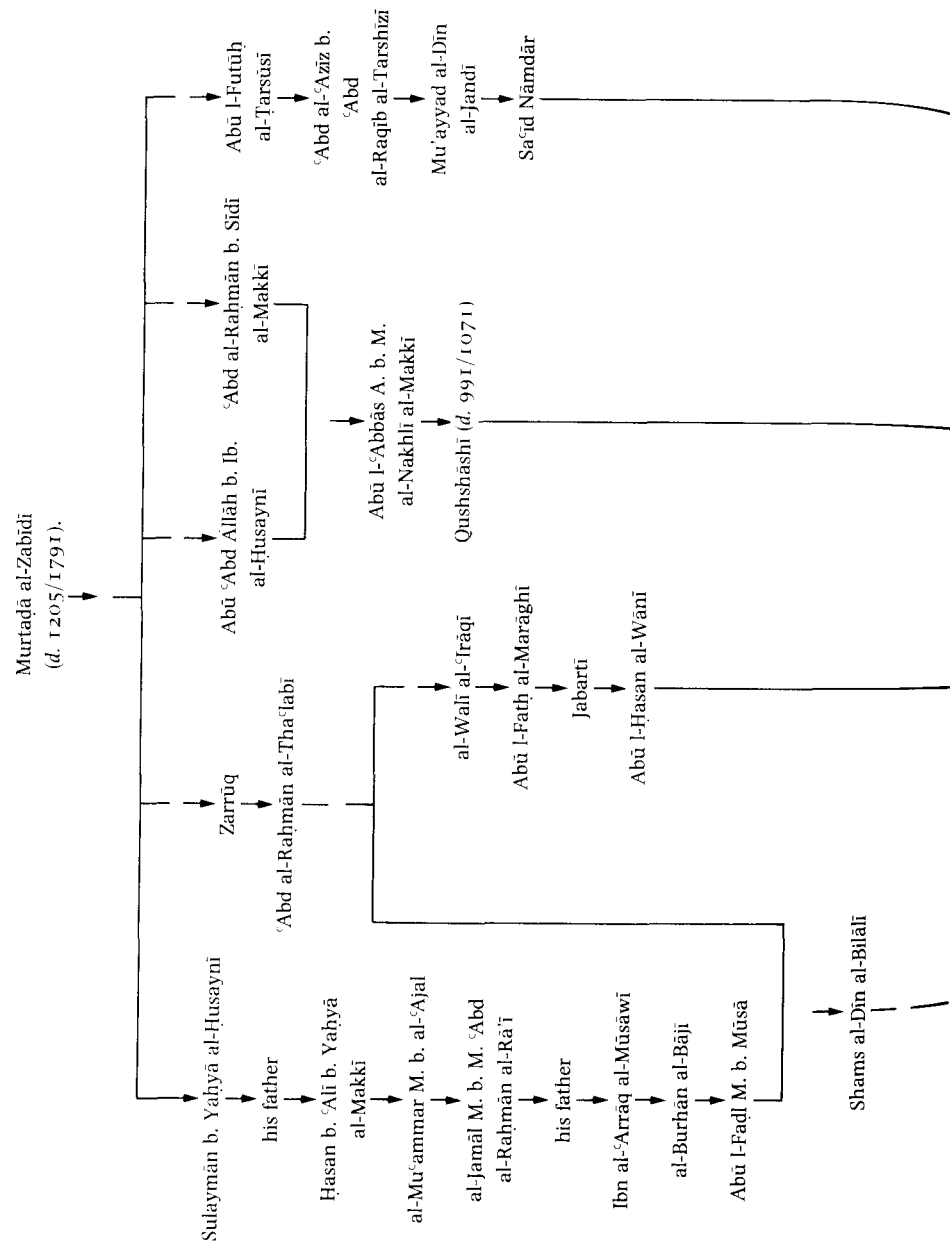 Murtaḍā al-Zabīdī
(d. 1205/1791).
Sulaymān b. Yaḥyā al-Ḥusaynī
his father
Ḥasan b. ʿAlī b. Yaḥyā
al-Makkī
al-Muʿammar M. b. al-ʿAjal
al-Jamāl M. b. M. ʿAbd
al-Raḥmān al-Rāʾī
his father
Ibn al-ʿArrāq al-Mūsāwī
al-Burhān al-Bājī
Abū l-Faḍl M. b. Mūsā
Shams al-Dīn al-Bilālī
Zarrūq
ʿAbd al-Raḥmān al-Thaʿlabī
al-Walī al-ʿIrāqī
Abū l-Fatḥ al-Marāghī
Jabartī
Abū l-Ḥasan al-Wānī
Abū ʿAbd Allāh b. Ib.
al-Ḥusaynī
ʿAbd al-Raḥmān b. Sīdī
al-Makkī
Abū l-ʿAbbās A. b. M.
al-Nakhlī al-Makkī
Qushshāshī (d. 991/1071)
Abū l-Futūḥ
al-Ṭarsūsī
ʿAbd al-ʿAzīz b.
ʿAbd
al-Raqīb al-Tarshīzī
Muʾayyad al-Dīn
al-Jandī
Saʿīd Nāmdār